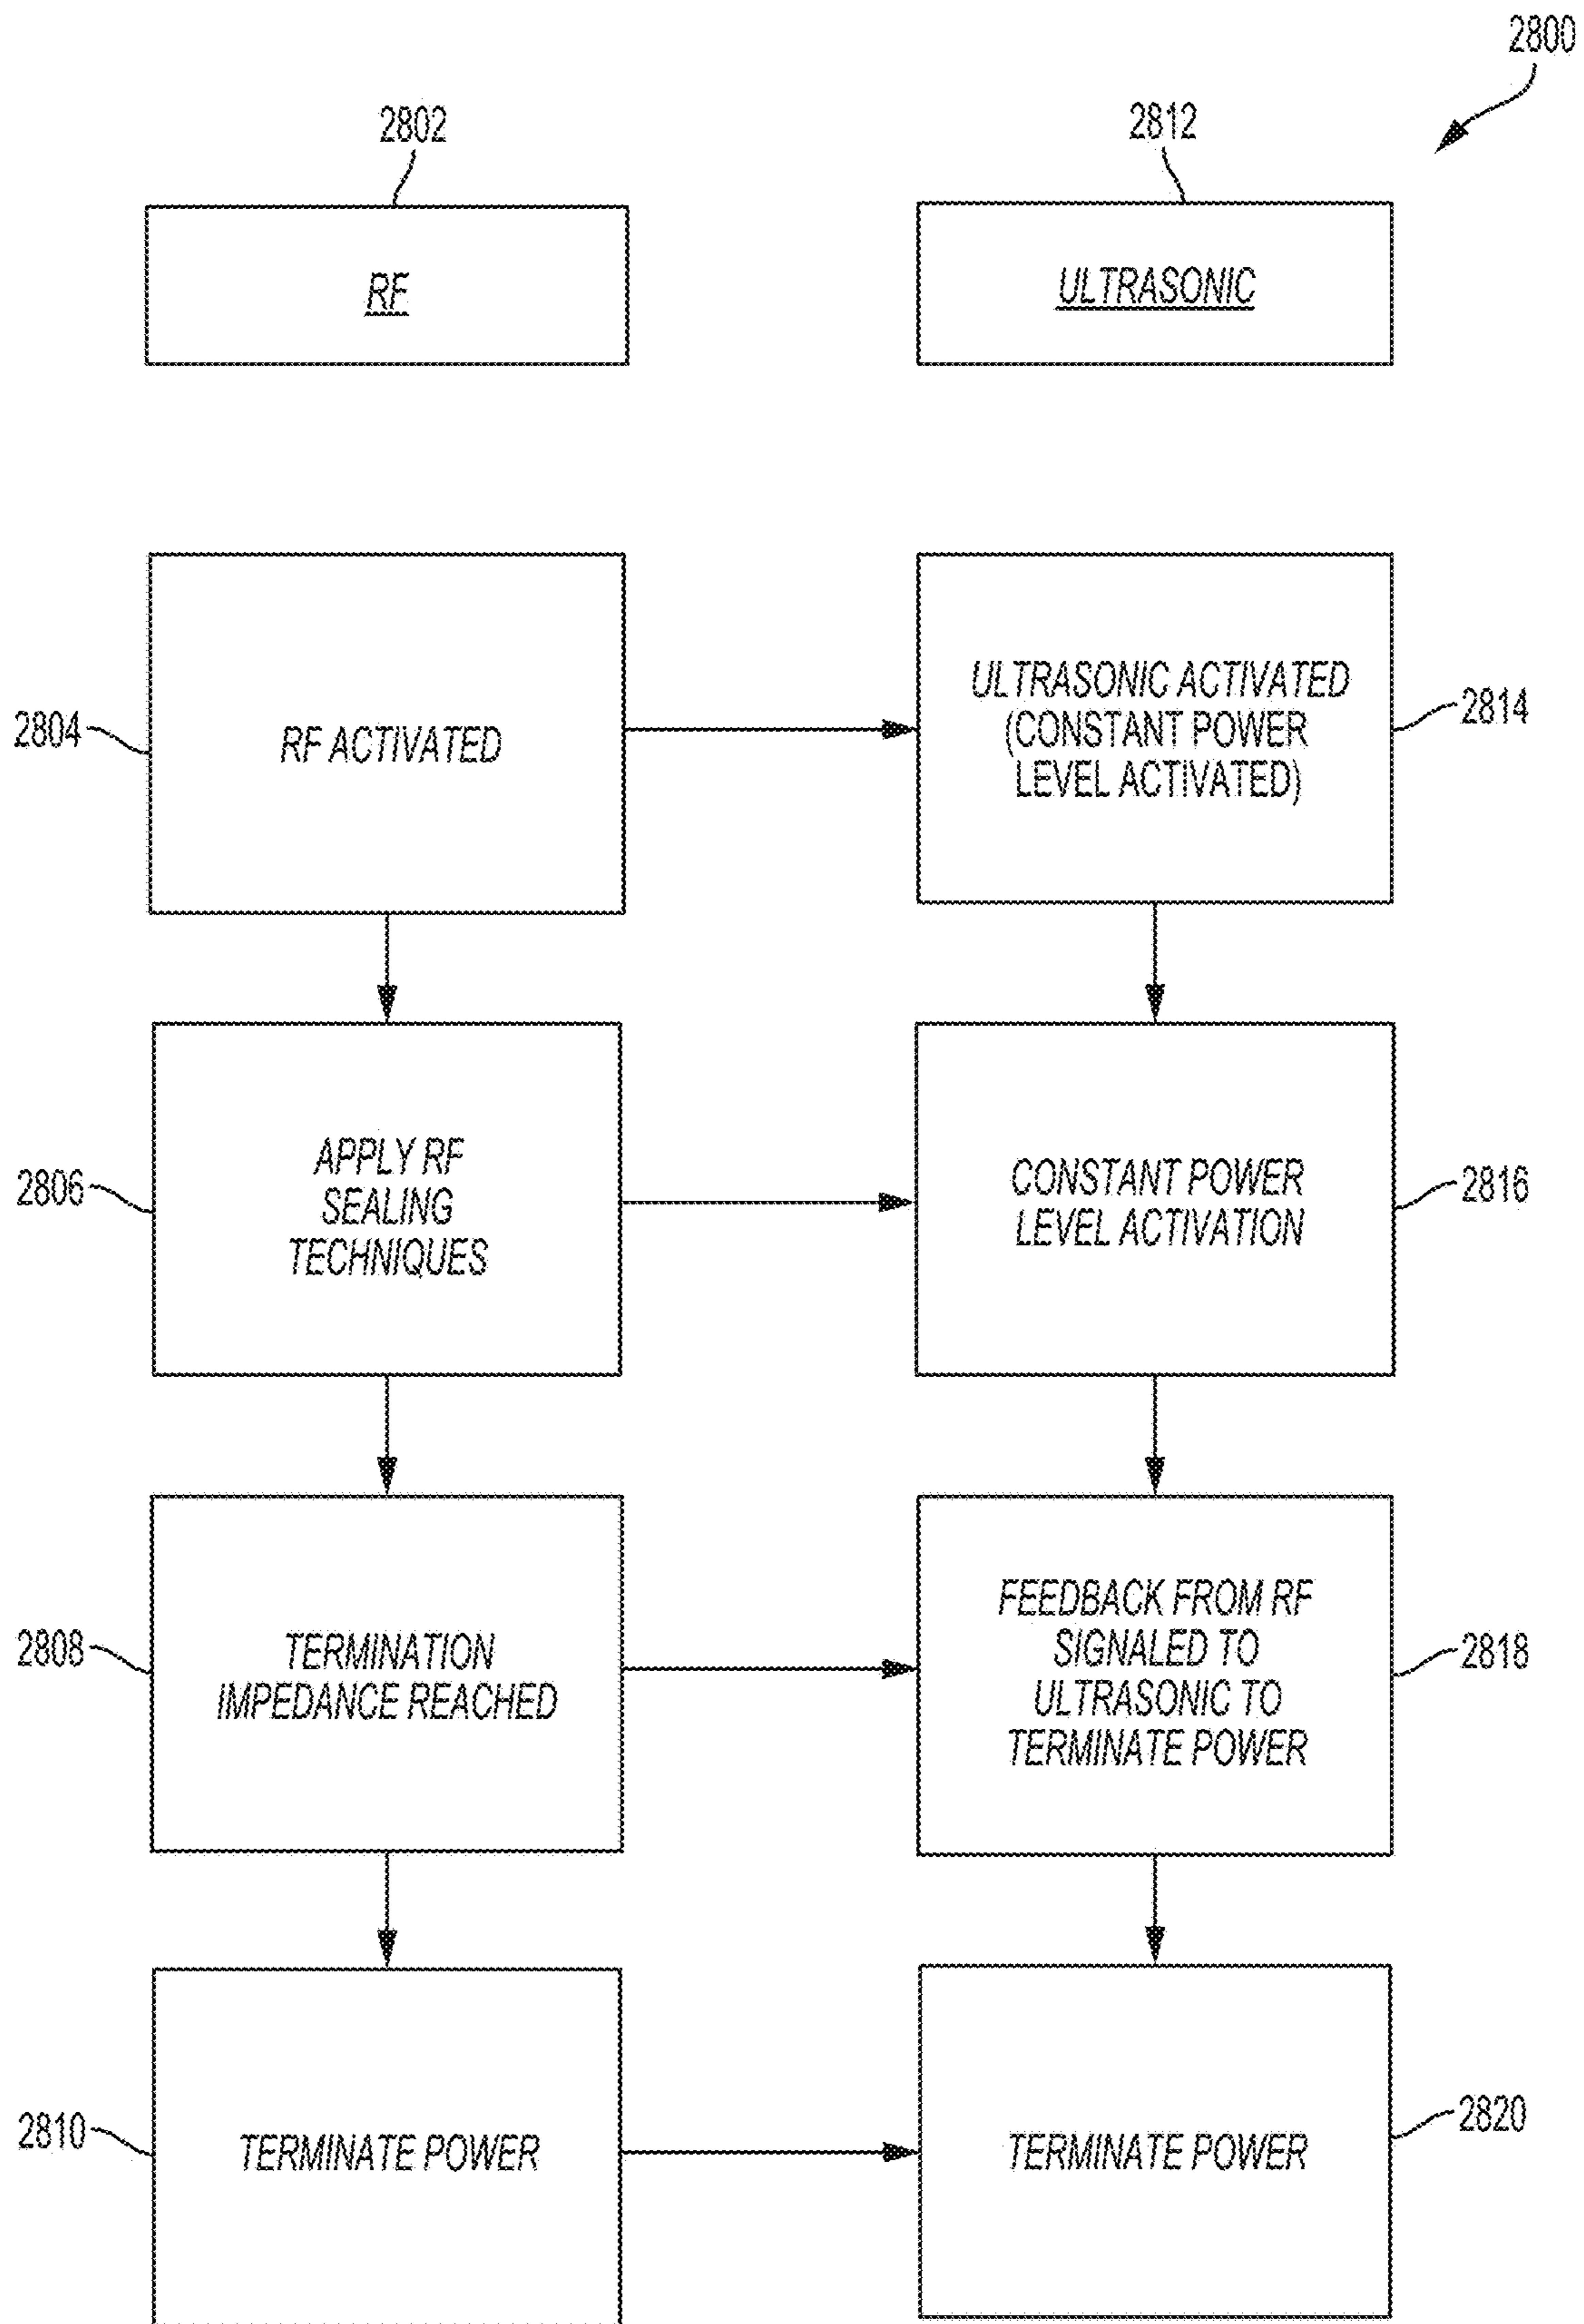 2800
2802
2812
RF
ULTRASONIC
2804
RF ACTIVATED
ULTRASONIC ACTIVATED
(CONSTANT POWER
LEVEL ACTIVATED)
2814
2806
APPLY RF
SEALING
TECHNIQUES
CONSTANT POWER
LEVEL ACTIVATION
2816
2808
TERMINATION
IMPEDANCE REACHED
FEEDBACK FROM RF
SIGNALED TO
ULTRASONIC TO
TERMINATE POWER
2818
2810
TERMINATE POWER
TERMINATE POWER
2820